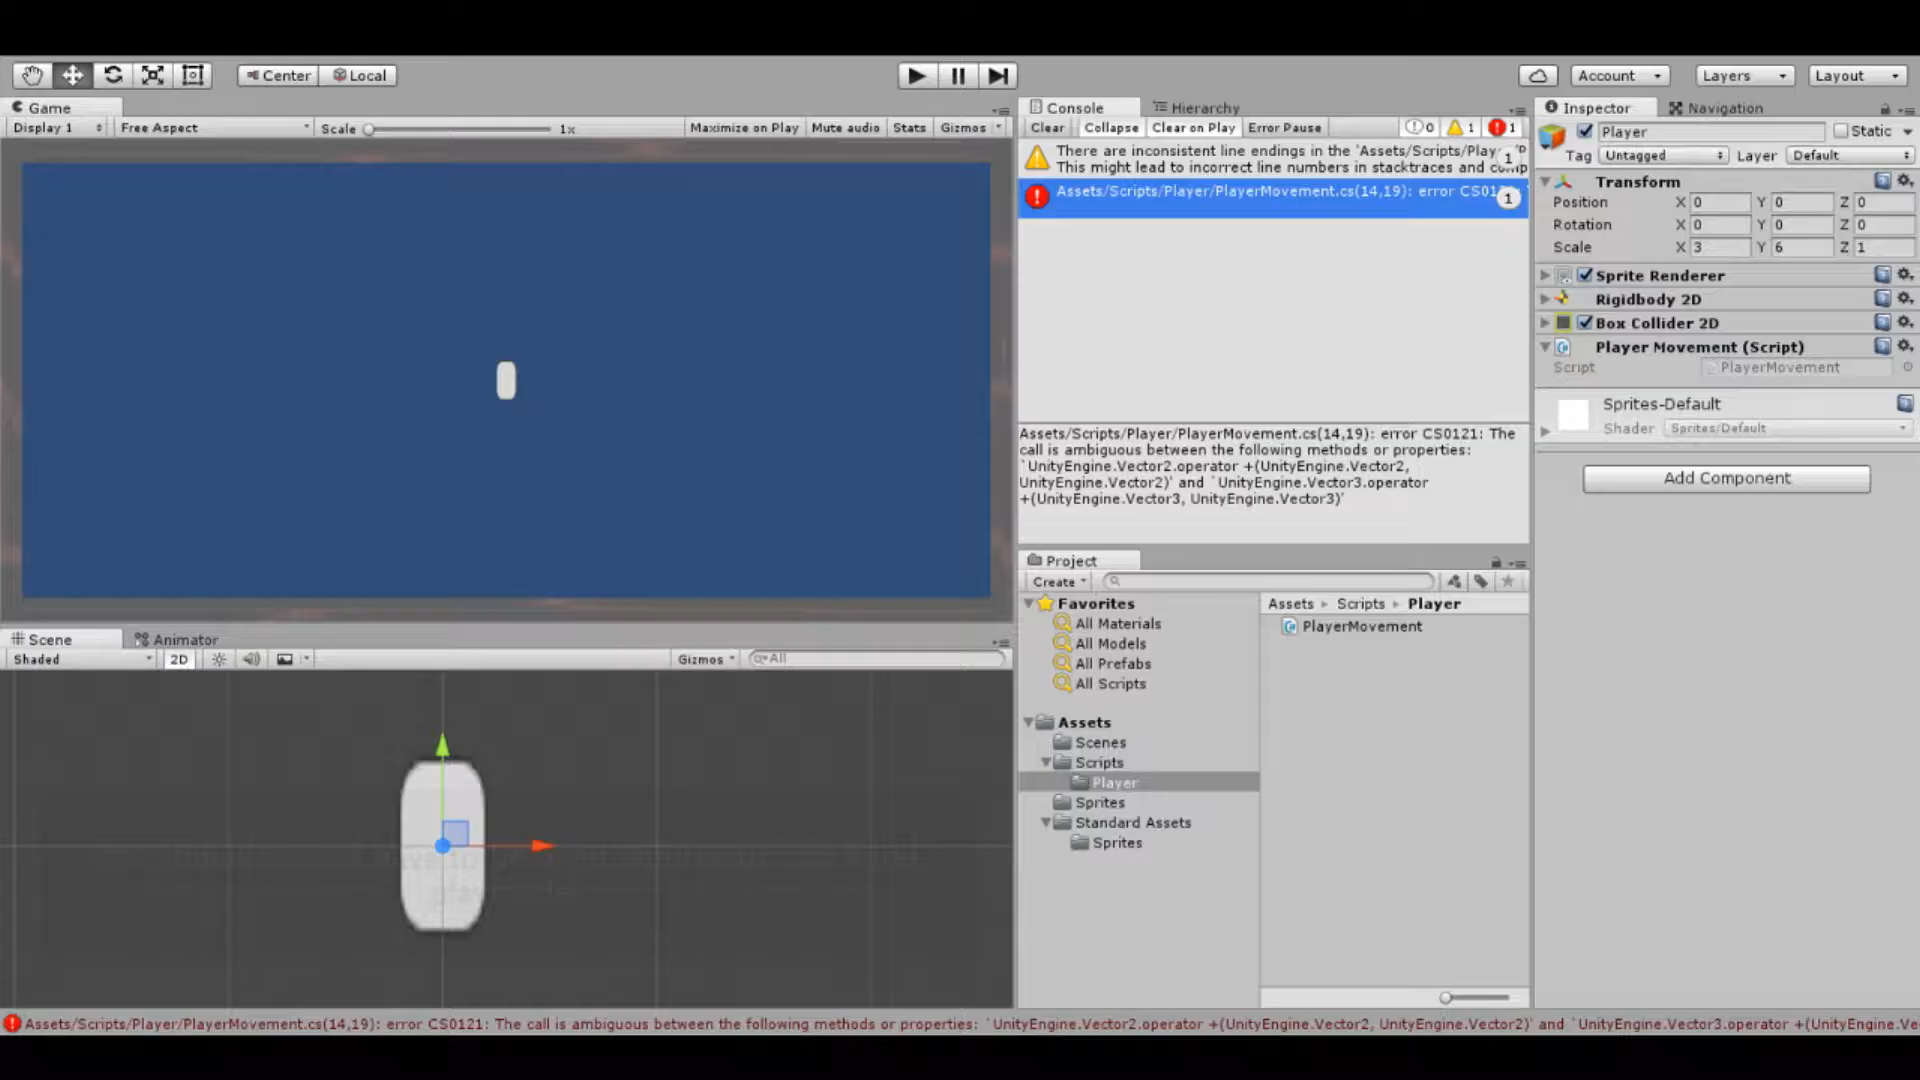 Center
Local
Account
Layers
Layout
Game
Display 1
Free Aspect
Scale
1x
Maximize on Play
Mute audio
Stats
Gizmos
Console
Hierarchy
Clear
Collapse
Clear on Play
Error Pause
0
1
1
There are inconsistent line endings in the 'Assets/Scripts/Play
This might lead to incorrect line numbers in stacktraces and comp
1
Assets/Scripts/Player/PlayerMovement.cs(14,19): error CS01
1
Assets/Scripts/Player/PlayerMovement.cs(14,19): error CS0121: The
call is ambiguous between the following methods or properties:
`UnityEngine.Vector2.operator +(UnityEngine.Vector2,
UnityEngine.Vector2)' and `UnityEngine.Vector3.operator
+(UnityEngine.Vector3, UnityEngine.Vector3)'
Inspector
Navigation
Player
Static
Tag
Untagged
Layer
Default
Transform
Position
X 0
Y 0
Z 0
Rotation
X 0
Y 0
Z 0
Scale
X 3
Y 6
Z 1
Sprite Renderer
Rigidbody 2D
Box Collider 2D
Player Movement (Script)
Script
PlayerMovement
Sprites-Default
Shader
Sprites/Default
Add Component
Project
Create
Favorites
All Materials
All Models
All Prefabs
All Scripts
Assets
Scenes
Scripts
Player
Sprites
Standard Assets
Sprites
Assets
Scripts
Player
PlayerMovement
Scene
Animator
Shaded
2D
Gizmos
All
Assets/Scripts/Player/PlayerMovement.cs(14,19): error CS0121: The call is ambiguous between the following methods or properties: `UnityEngine.Vector2.operator +(UnityEngine.Vector2, UnityEngine.Vector2)' and `UnityEngine.Vector3.operator +(UnityEngine.Ve